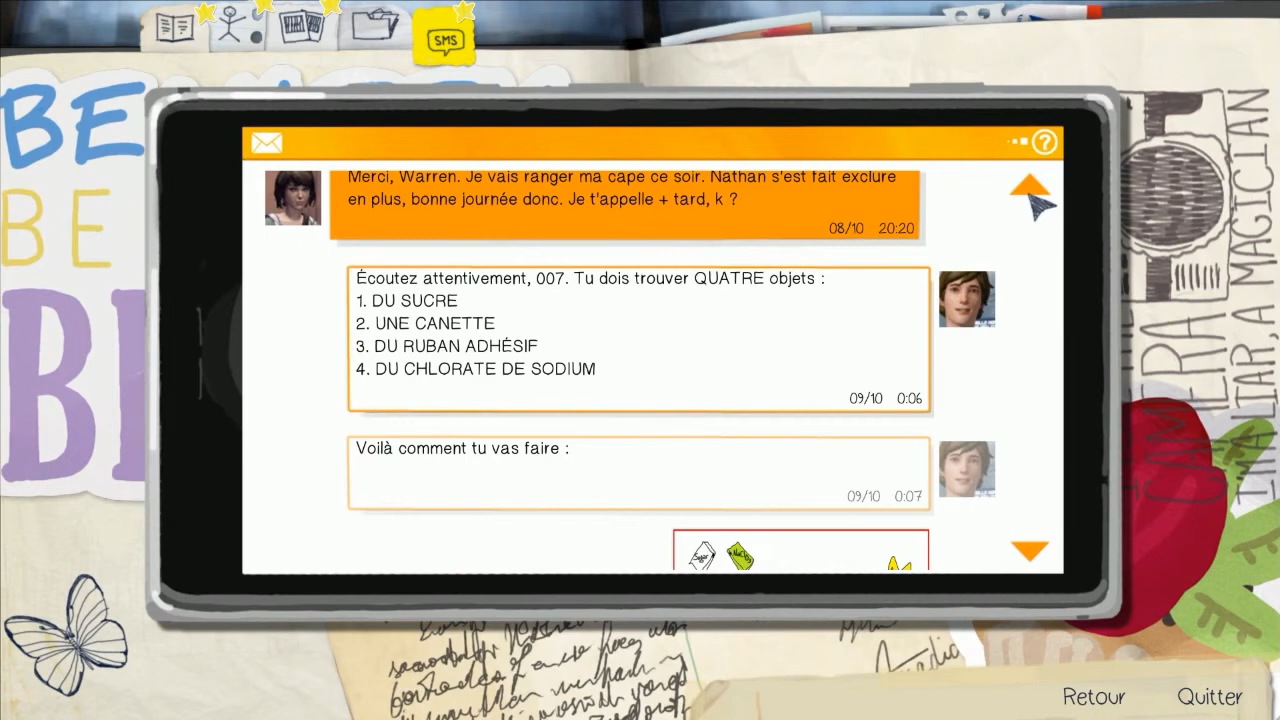 SMS
BE
BE
Merci, Warren. Je vais ranger ma cape ce soir. Nathan s'est fait exclure
en plus, bonne journée donc. Je t'appelle + tard, k ?
08/10 20:20
Écoutez attentivement, 007. Tu dois trouver QUATRE objets :
1. DU SUCRE
2. UNE CANETTE
3. DU RUBAN ADHÉSIF
4. DU CHLORATE DE SODIUM
09/10 0:06
Voilà comment tu vas faire :
09/10 0:07
Sugar
CAMERA
A MAGICIAN
Retour Quitter